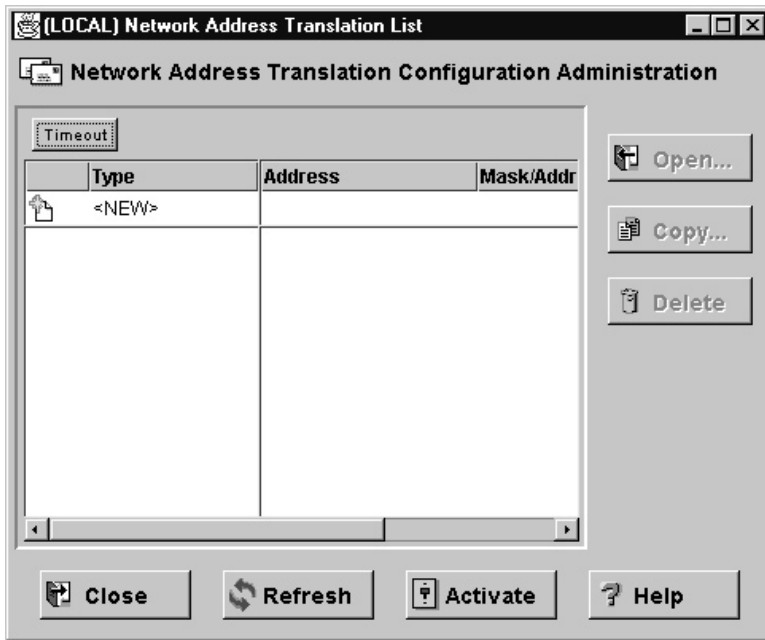 (LOCAL) Network Address Translation List
Network Address Translation Configuration Administration
Timeout
Type Address Mask/Addr
<NEW>
Open...
Copy...
Delete
Close Refresh Activate Help